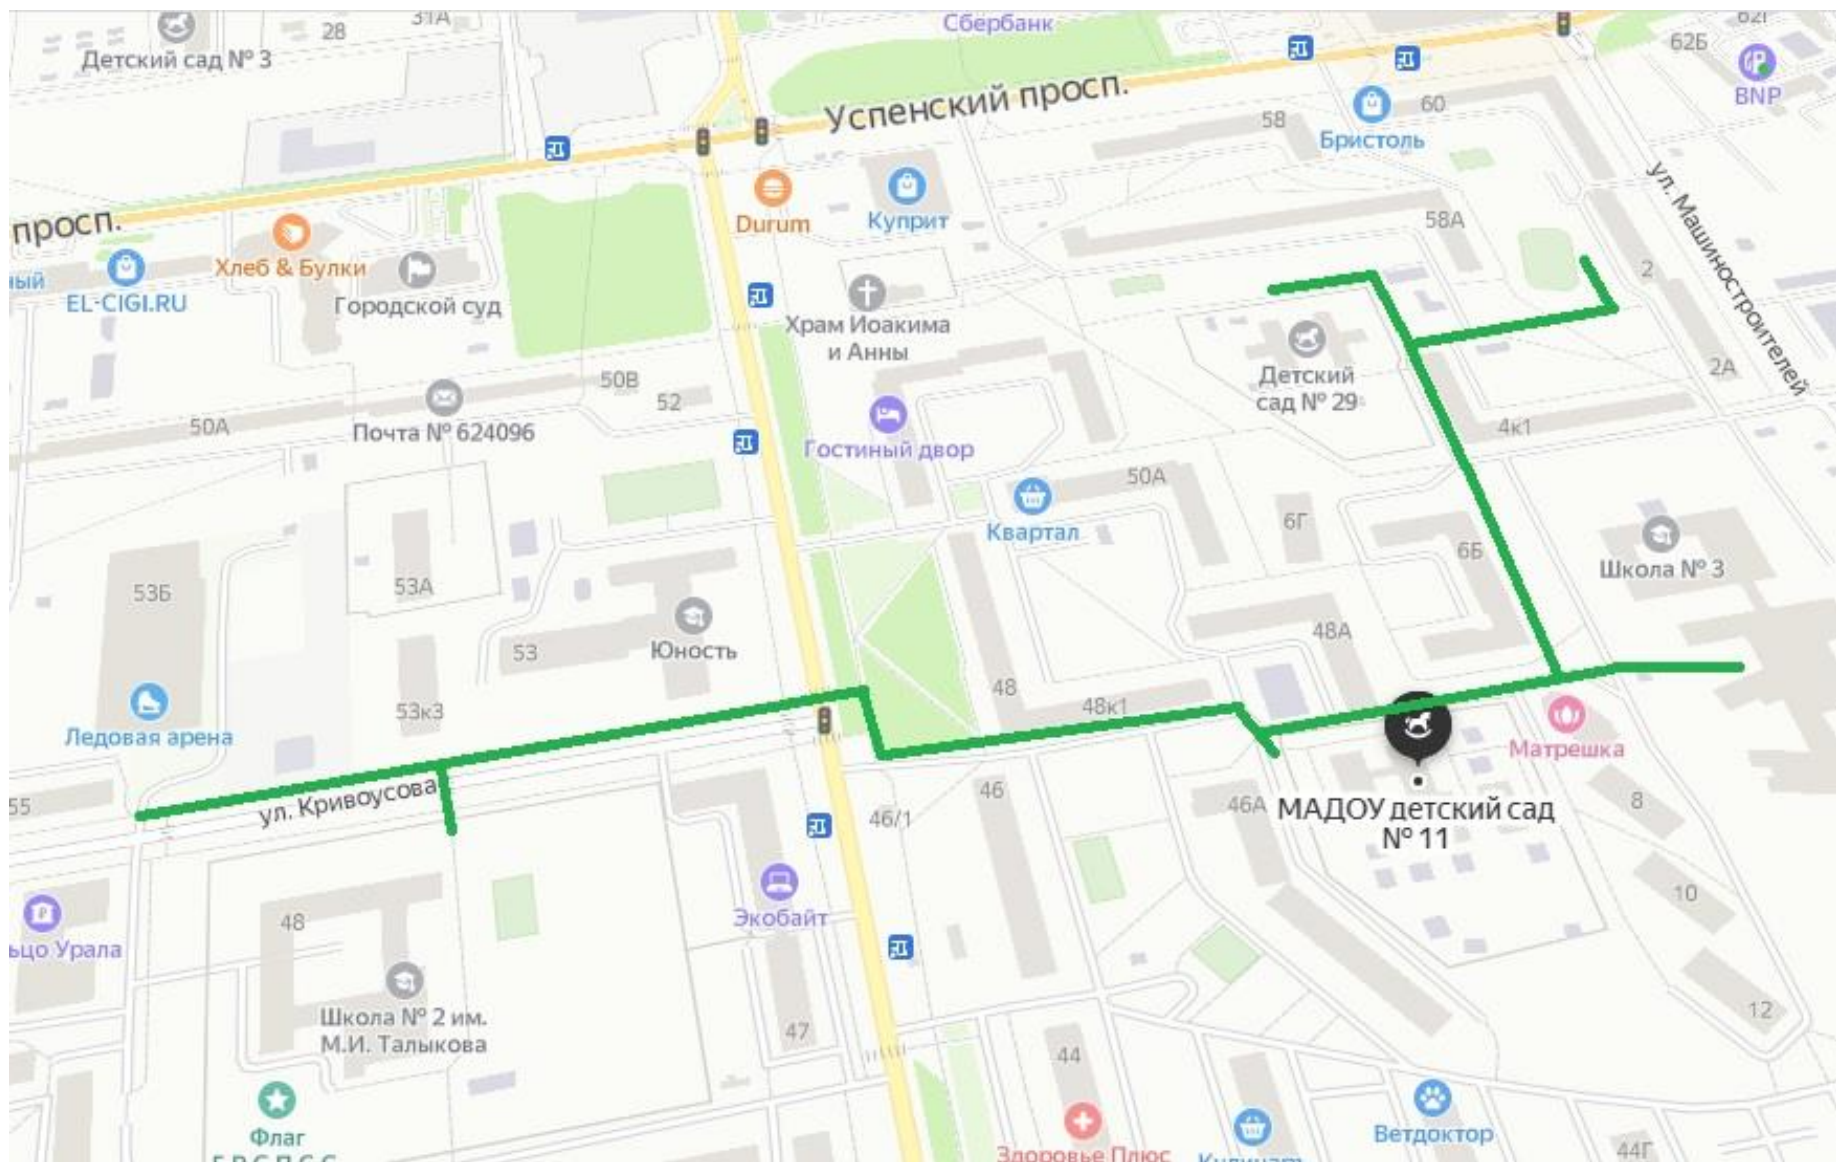 Сбербанк
31А
28
Детский сад № 3
62Г
62Б
BNP
Успенский просп.
58
60
Бристоль
ул. Машиностроителей
просп.
Durum
Куприт
58А
Хлеб & Булки
EL-CIGI.RU
Городской суд
Храм Иоакима
и Анны
2
2А
Детский
сад № 29
50В
52
50А
Почта № 624096
Гостиный двор
4к1
50А
Квартал
6Г
6Б
Школа № 3
53Б
53А
53
Юность
48А
48
48к1
53к3
Ледовая арена
Матрешка
55
ул. Кривоусова
46/1
46
46А
МАДОУ детский сад
№ 11
8
10
12
48
Экобайт
47
Школа № 2 им.
М.И. Талыкова
44
Флаг
Здоровье Плюс
Ветдоктор
44Г